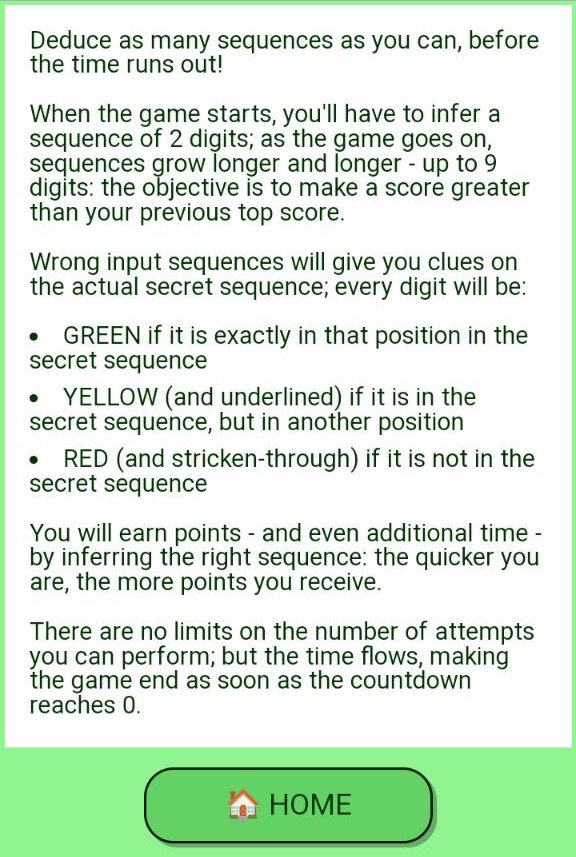 Deduce as many sequences as you can, before
the time runs out!
When the game starts, you'll have to infer a
sequence of 2 digits; as the game goes on,
sequences grow longer and longer - up to 9
digits: the objective is to make a score greater
than your previous top score.
Wrong input sequences will give you clues on
the actual secret sequence; every digit will be:
• GREEN if it is exactly in that position in the
secret sequence
• YELLOW (and underlined) if it is in the
secret sequence, but in another position
• RED (and stricken-through) if it is not in the
secret sequence
You will earn points - and even additional time -
by inferring the right sequence: the quicker you
are, the more points you receive.
There are no limits on the number of attempts
you can perform; but the time flows, making
the game end as soon as the countdown
reaches 0.
🏠 HOME